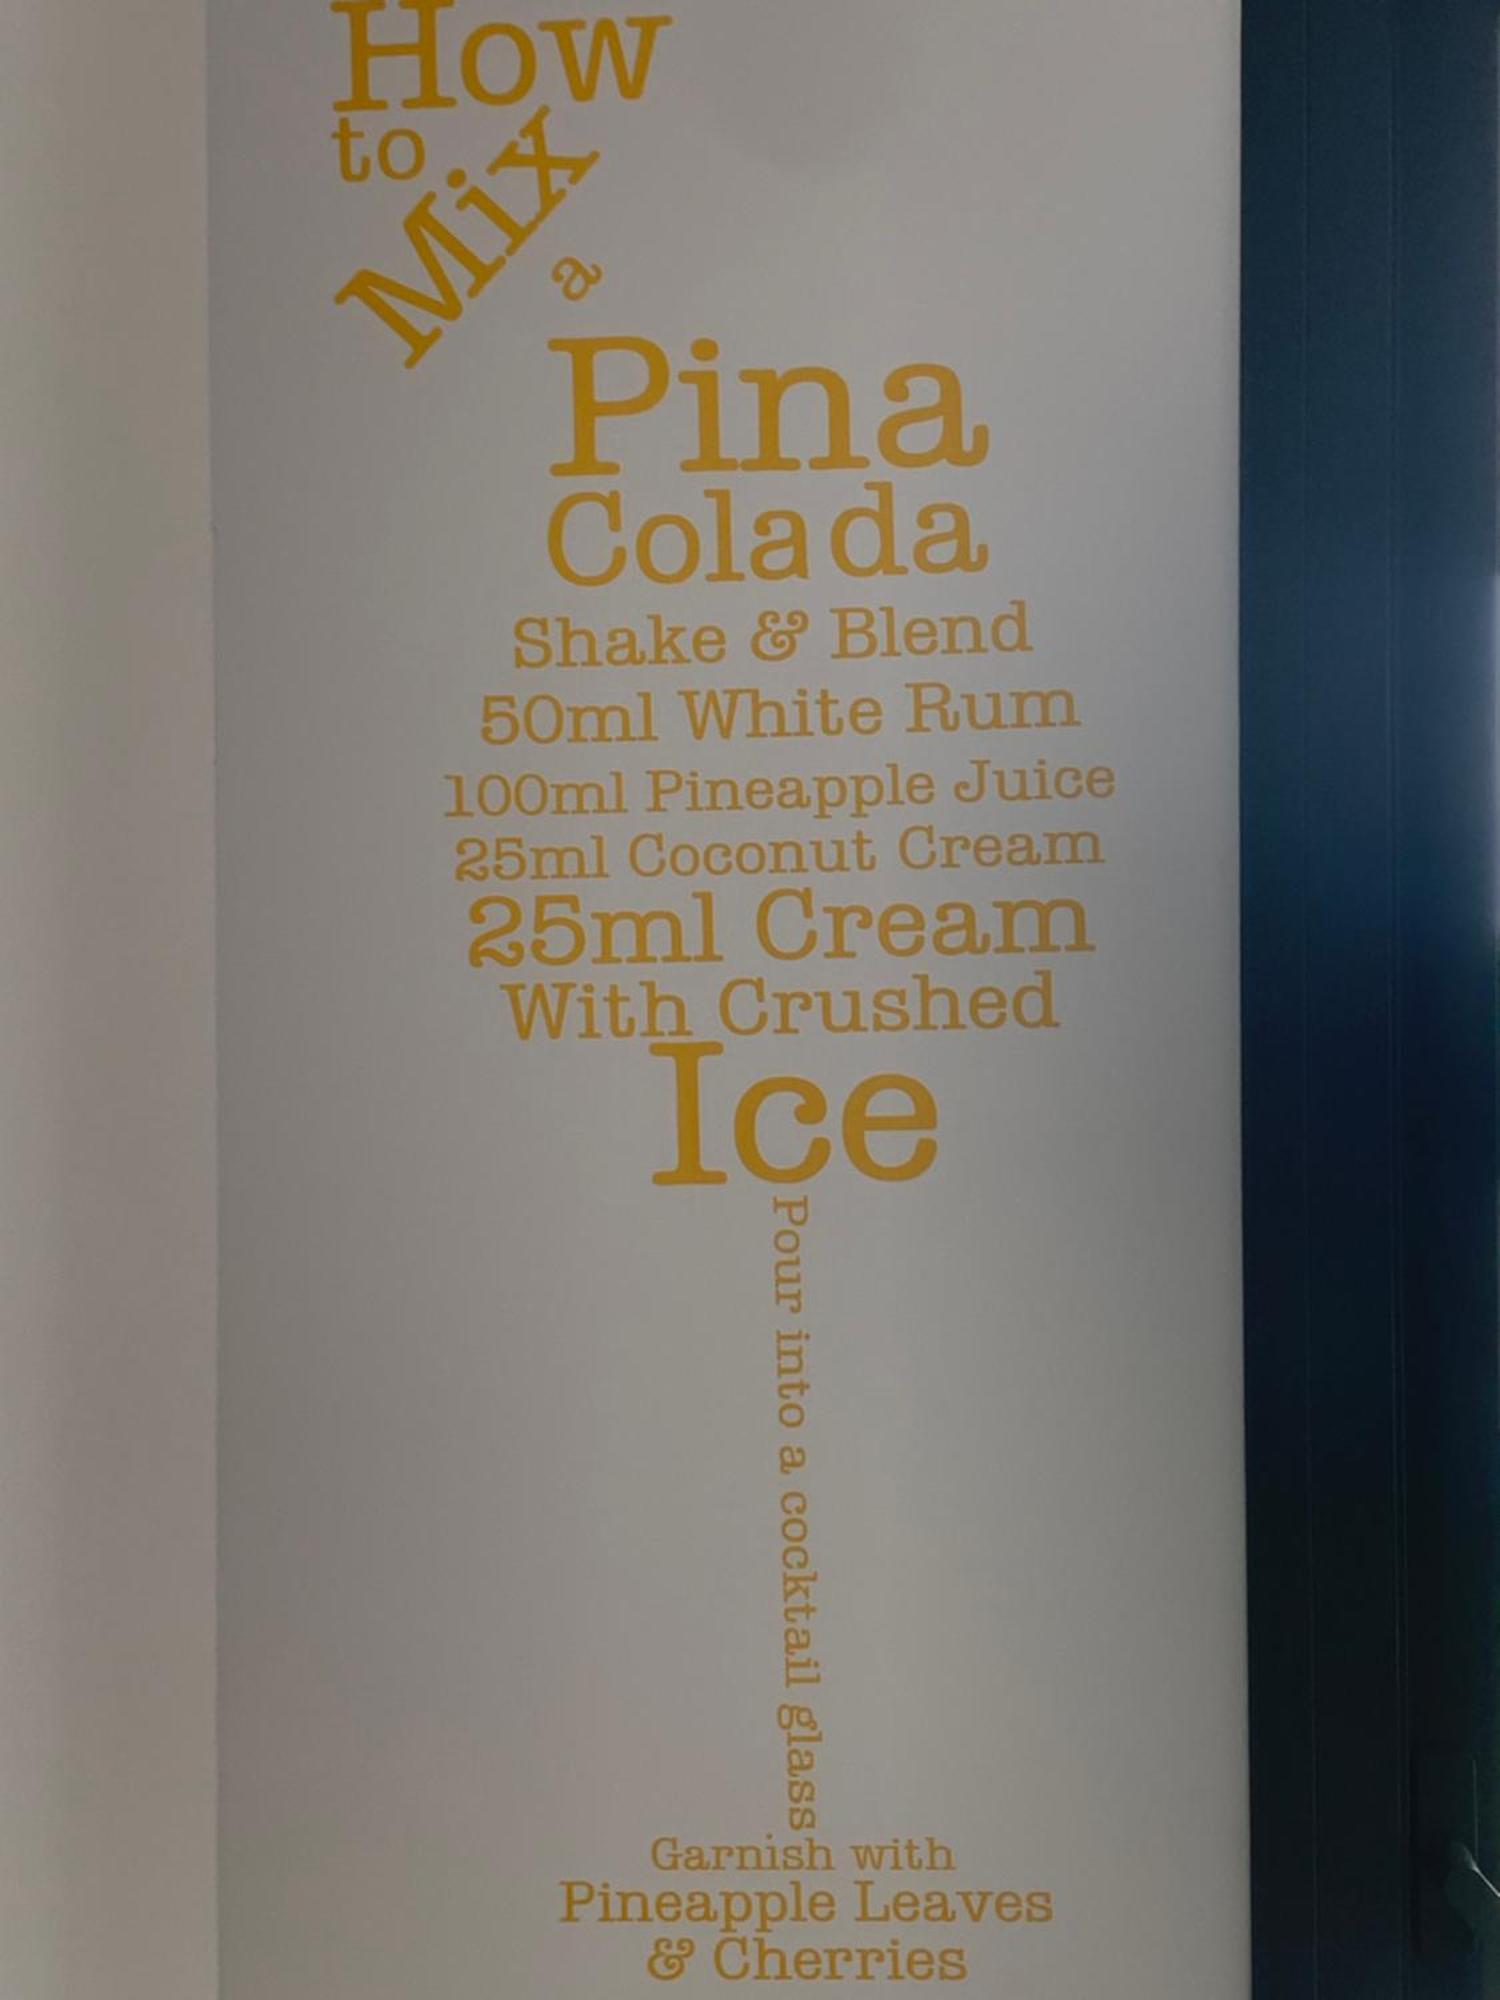 How
to
Mix
a
Pina
Colada
Shake & Blend
50ml White Rum
100ml Pineapple Juice
25ml Coconut Cream
25ml Cream
With Crushed
Ice
Pour into a cocktail glass
Garnish with
Pineapple Leaves
& Cherries